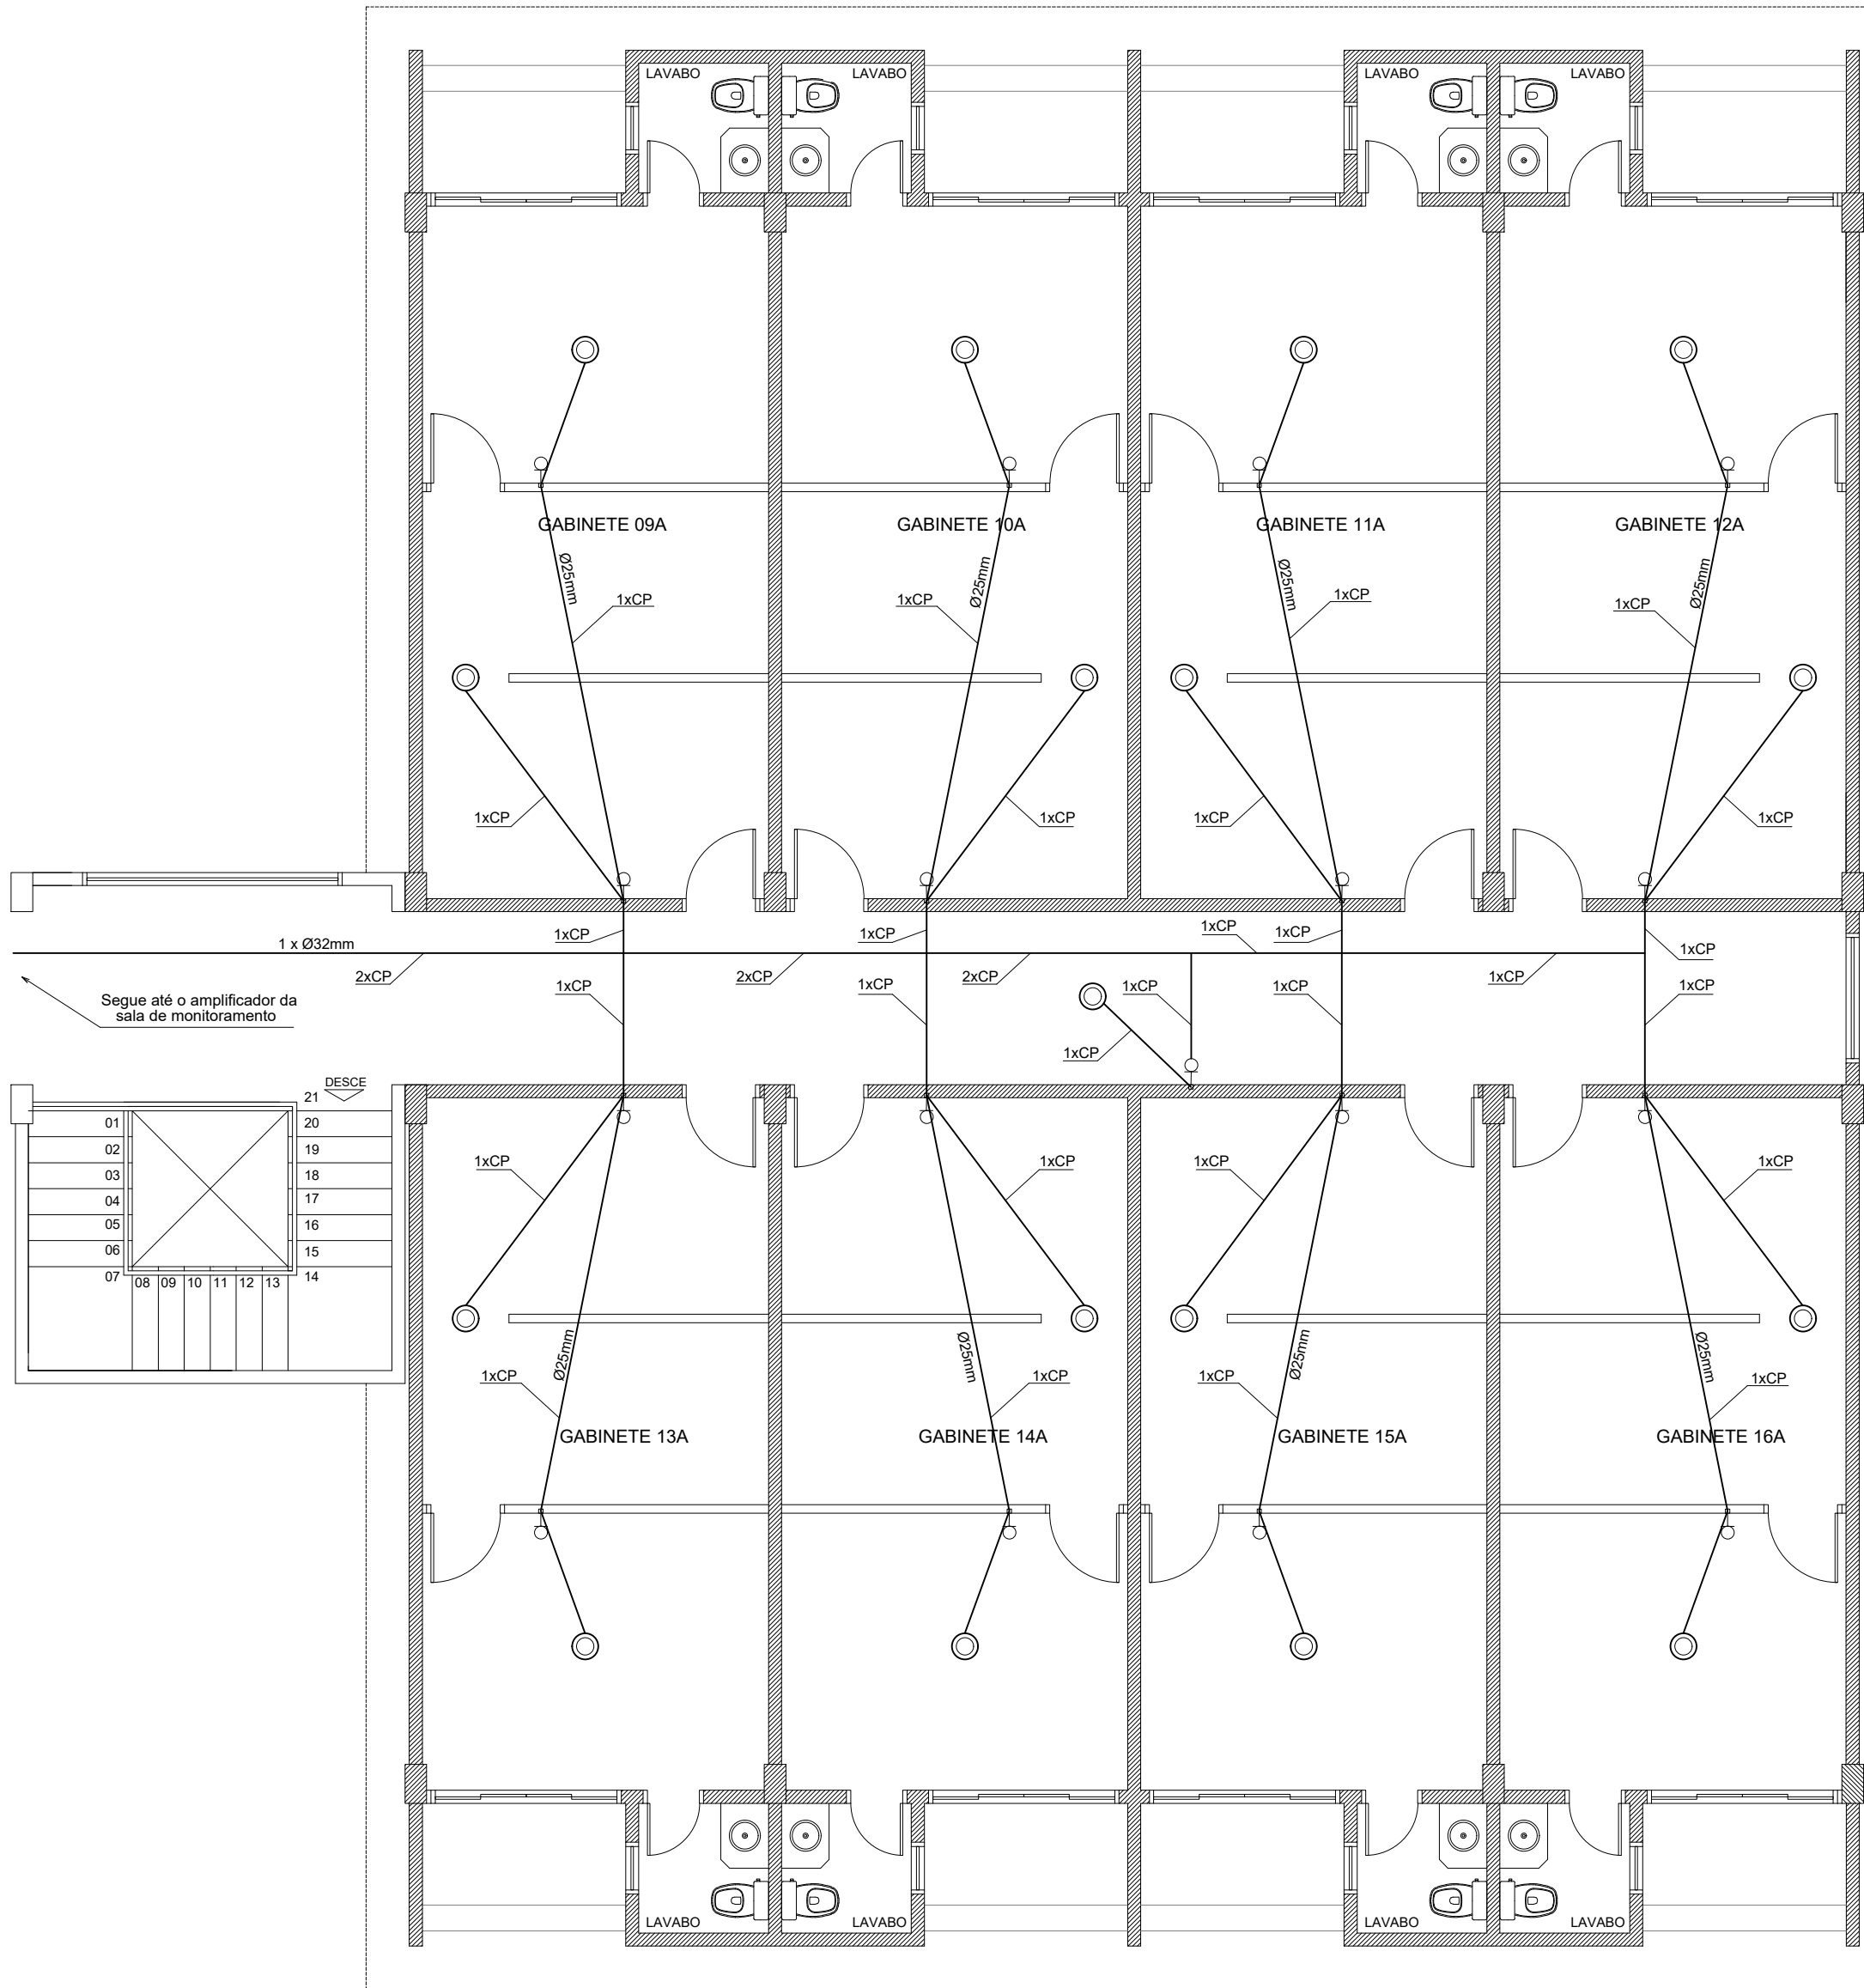 LAVABO
LAVABO
LAVABO
LAVABO
GABINETE 09A
GABINETE 10A
GABINETE 11A
GABINETE 12A
Ø25mm
Ø25mm
Ø25mm
Ø25mm
1xCP
1xCP
1xCP
1xCP
1xCP
1xCP
1xCP
1xCP
1xCP
1xCP
1xCP
1xCP
1xCP
1 x Ø32mm
2xCP
2xCP
2xCP
1xCP
1xCP
1xCP
1xCP
1xCP
1xCP
Segue até o amplificador da
sala de monitoramento
1xCP
DESCE
21
01
20
02
19
03
18
04
17
05
16
06
15
07
14
08
09
10
11
12
13
1xCP
1xCP
1xCP
1xCP
Ø25mm
Ø25mm
Ø25mm
Ø25mm
1xCP
1xCP
1xCP
1xCP
GABINETE 13A
GABINETE 14A
GABINETE 15A
GABINETE 16A
LAVABO
LAVABO
LAVABO
LAVABO